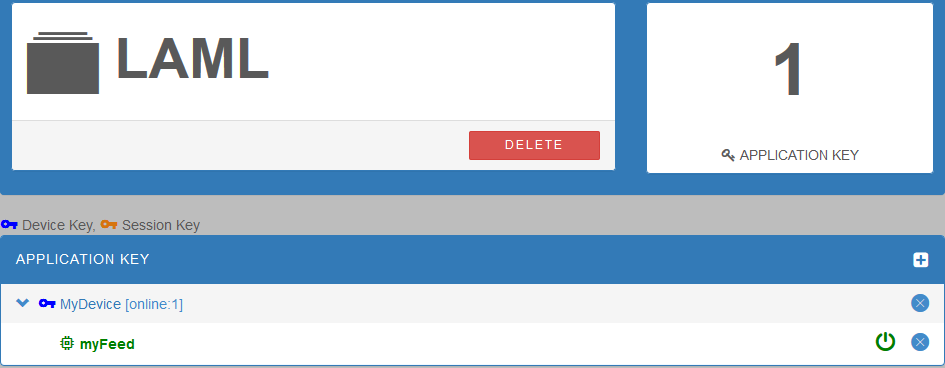 LAML
DELETE
1
APPLICATION KEY
Device Key, Session Key
APPLICATION KEY
MyDevice [online:1]
myFeed